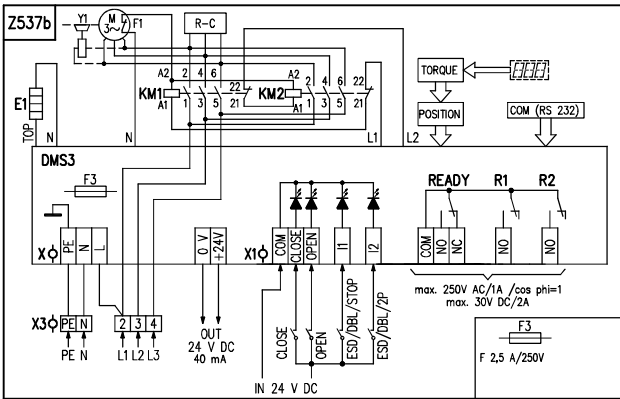 Z537b
Y1
M
3~
F1
R-C
A2 2 4 6 22
KM1
A1 1 3 5 21
A2 2 4 6 22
KM2
A1 1 3 5 21
TORQUE
POSITION
COM (RS 232)
E1
TOP
N
N
L1
L2
DMS3
F3
READY R1 R2
X
PE
N
L
0 V
+24V
X1
COM
CLOSE
OPEN
I1
I2
COM
NO
NC
NO
NO
max. 250V AC/1A /cos phi=1
max. 30V DC/2A
X3
PE N
2 3 4
PE N
L1 L2 L3
OUT
24 V DC
40 mA
CLOSE
OPEN
ESD/DBL/STOP
ESD/DBL/2P
IN 24 V DC
F3
F 2,5 A/250V